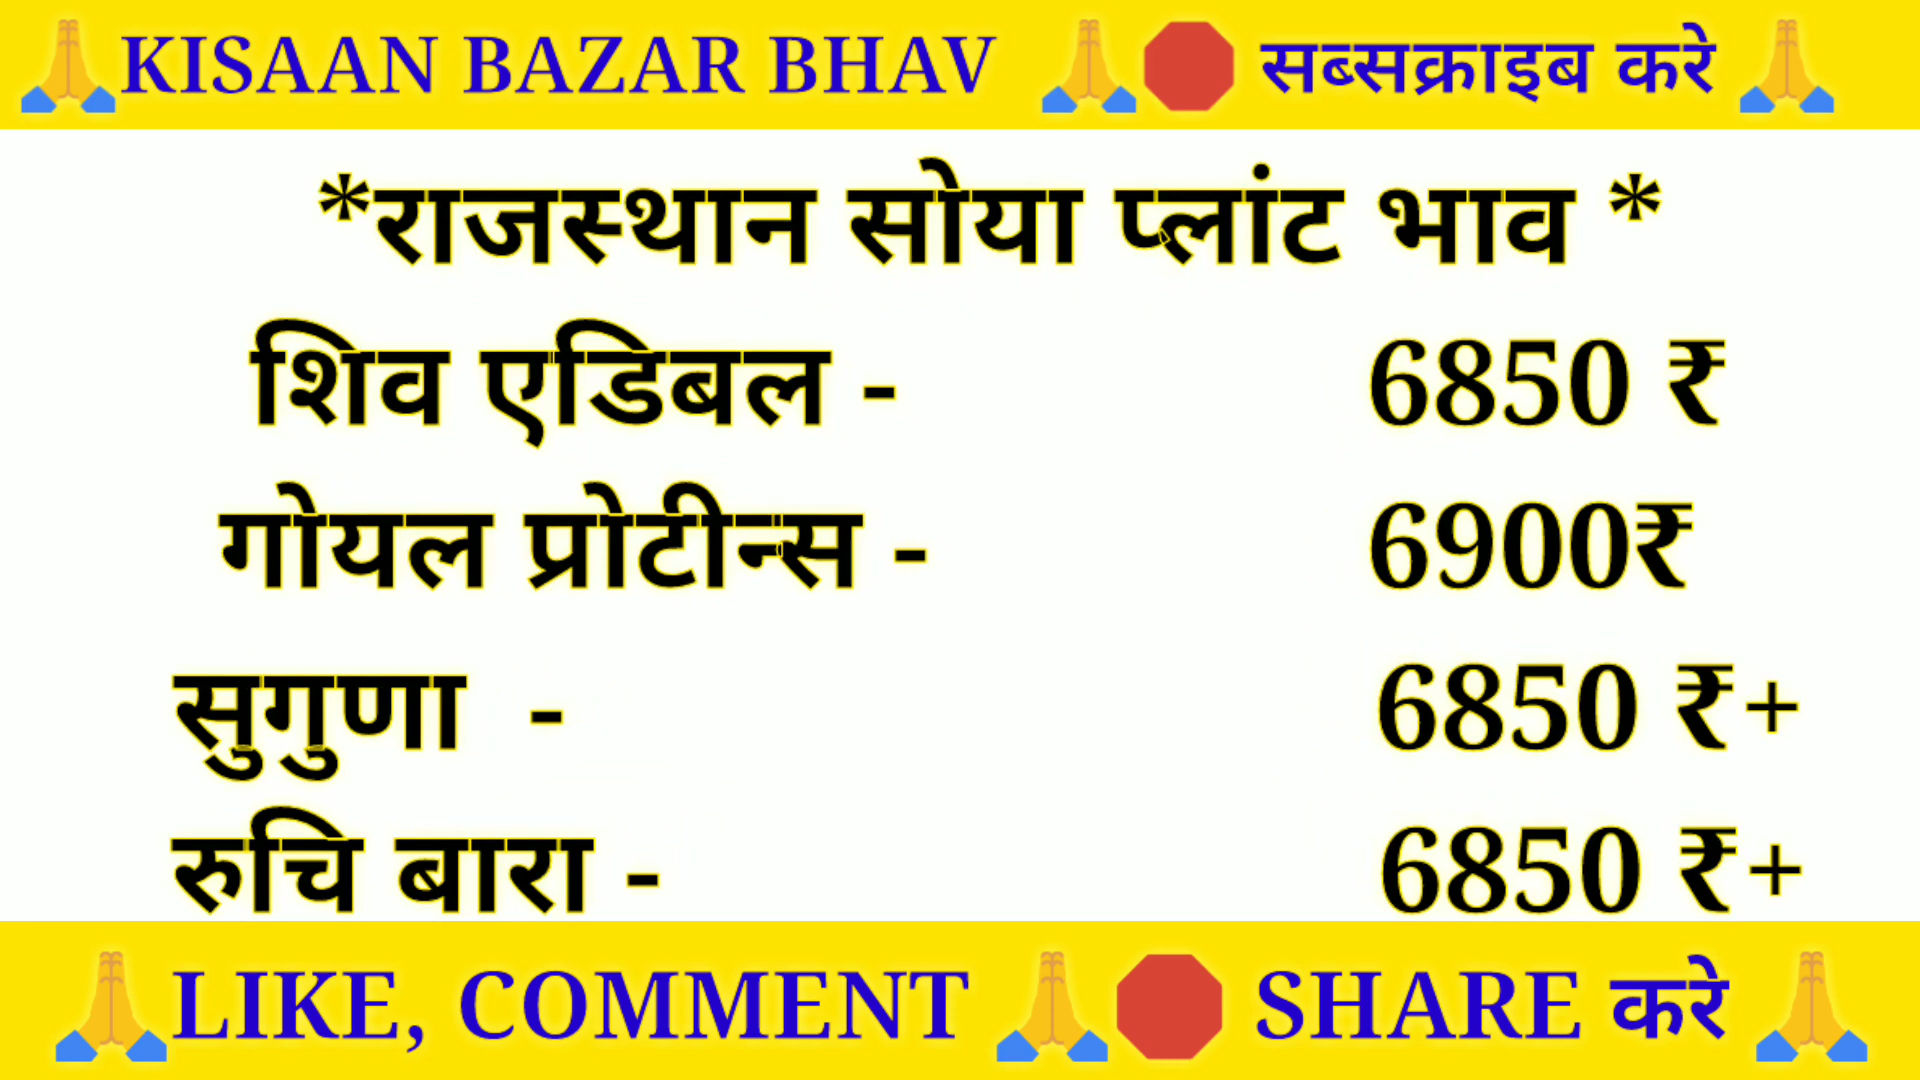 🙏KISAAN BAZAR BHAV 🙏🛑 सब्सक्राइब करे 🙏
*राजस्थान सोया प्लांट भाव *
शिव एडिबल - 6850 ₹
गोयल प्रोटीन्स - 6900₹
सुगुणा - 6850 ₹+
रुचि बारा - 6850 ₹+
🙏LIKE, COMMENT 🙏🛑 SHARE करे 🙏